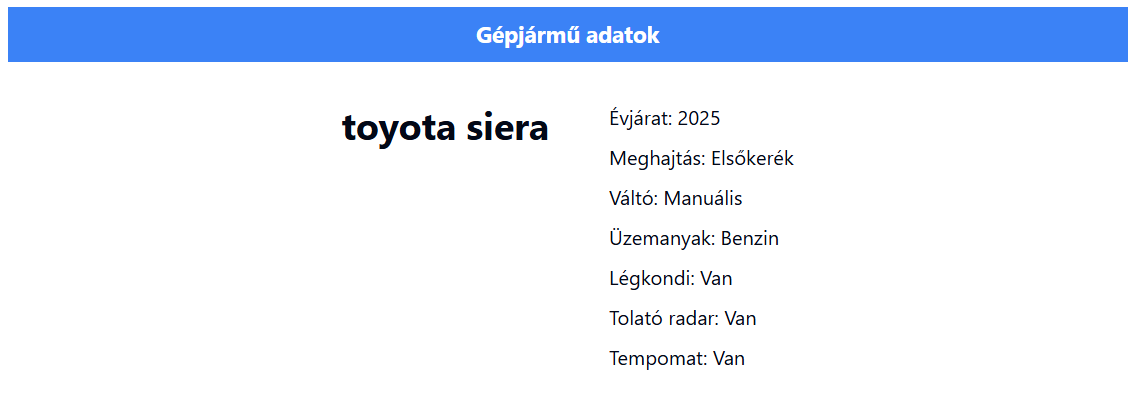 Gépjármű adatok
toyota siera
Évjárat: 2025
Meghajtás: Elsőkerék
Váltó: Manuális
Üzemanyak: Benzin
Légkondi: Van
Tolató radar: Van
Tempomat: Van